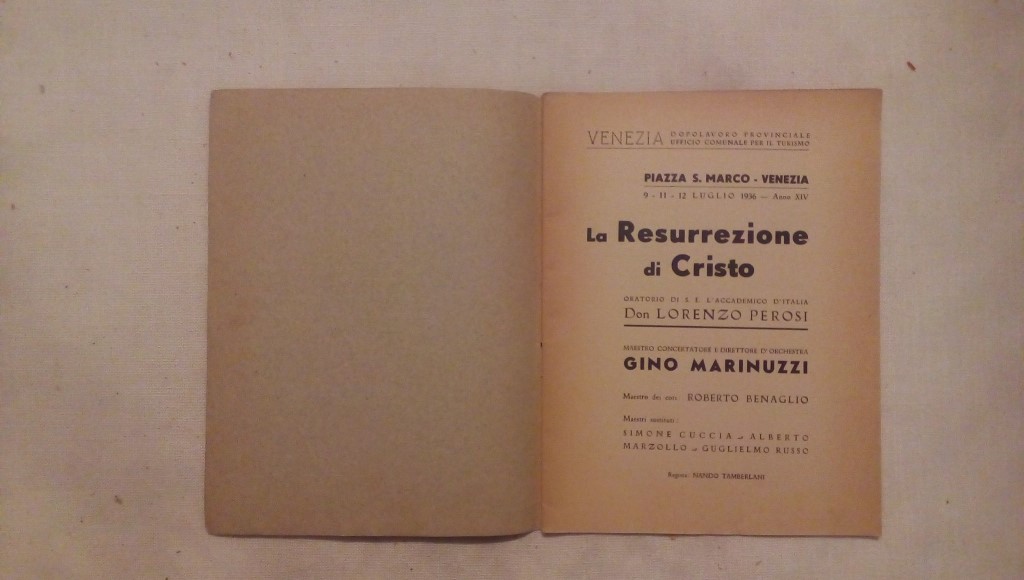 VENEZIA DOPOLAVORO PROVINCIALE
UFFICIO COMUNALE PER IL TURISMO
PIAZZA S. MARCO - VENEZIA
9 - 11 - 12 LUGLIO 1936 — Anno XIV
La Resurrezione
di Cristo
ORATORIO DI S. E. L'ACCADEMICO D'ITALIA
Don LORENZO PEROSI
MAESTRO CONCERTATORE E DIRETTORE D'ORCHESTRA
GINO MARINUZZI
Maestro dei cori: ROBERTO BENAGLIO
Maestri sostituti:
SIMONE CUCCIA - ALBERTO
MARZOLLO - GUGLIELMO RUSSO
Regista: NANDO TAMBERLANI